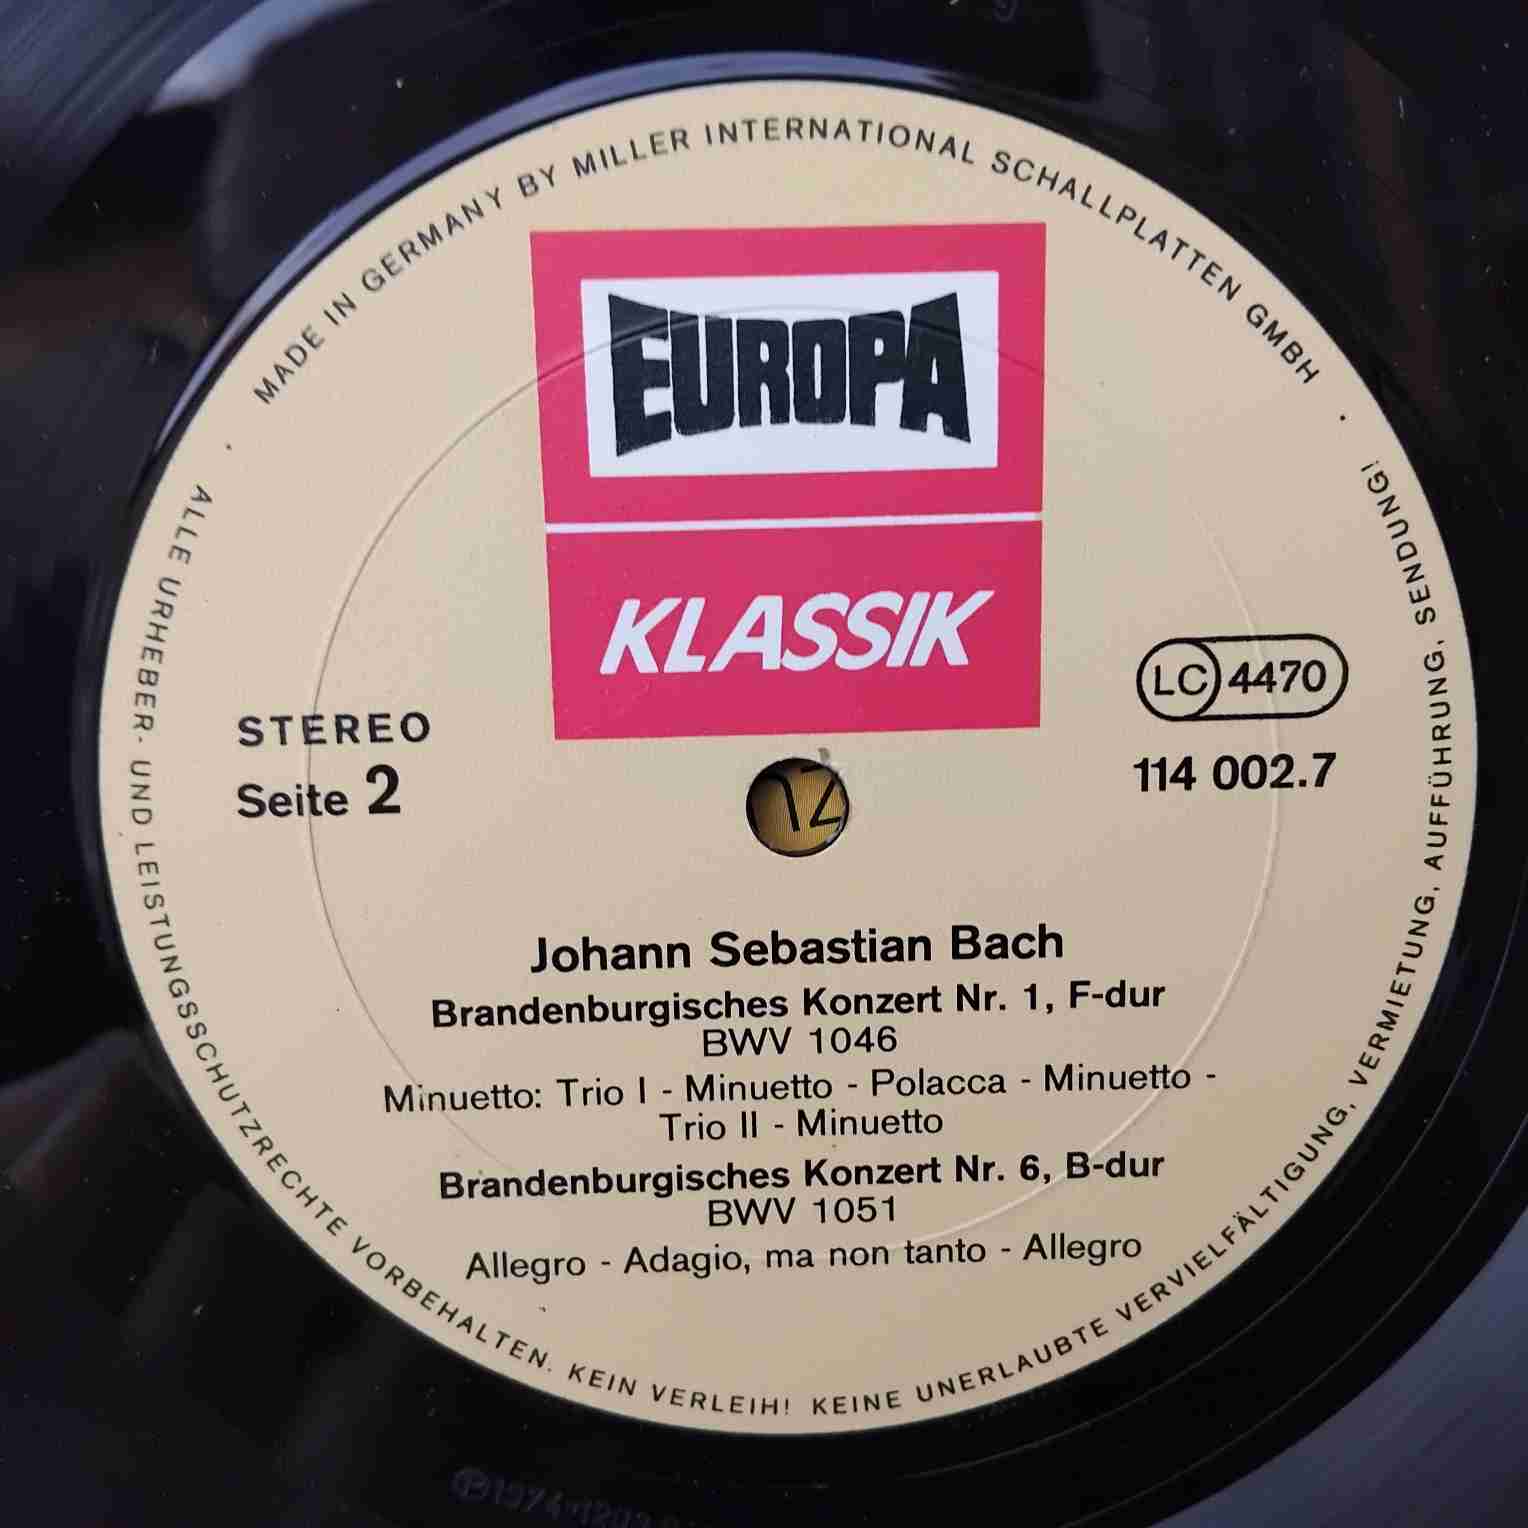 MADE IN GERMANY BY MILLER INTERNATIONAL SCHALLPLATTEN GMBH ·
EUROPA
KLASSIK
LC 4470
STEREO
114 002.7
Seite 2
12
Johann Sebastian Bach
Brandenburgisches Konzert Nr. 1, F-dur
BWV 1046
Minuetto: Trio I - Minuetto - Polacca - Minuetto -
Trio II - Minuetto
Brandenburgisches Konzert Nr. 6, B-dur
BWV 1051
Allegro - Adagio, ma non tanto - Allegro
· ALLE URHEBER- UND LEISTUNGSSCHUTZRECHTE VORBEHALTEN. KEIN VERLEIH! KEINE UNERLAUBTE VERVIELFÄLTIGUNG, VERMIETUNG, AUFFÜHRUNG, SENDUNG!